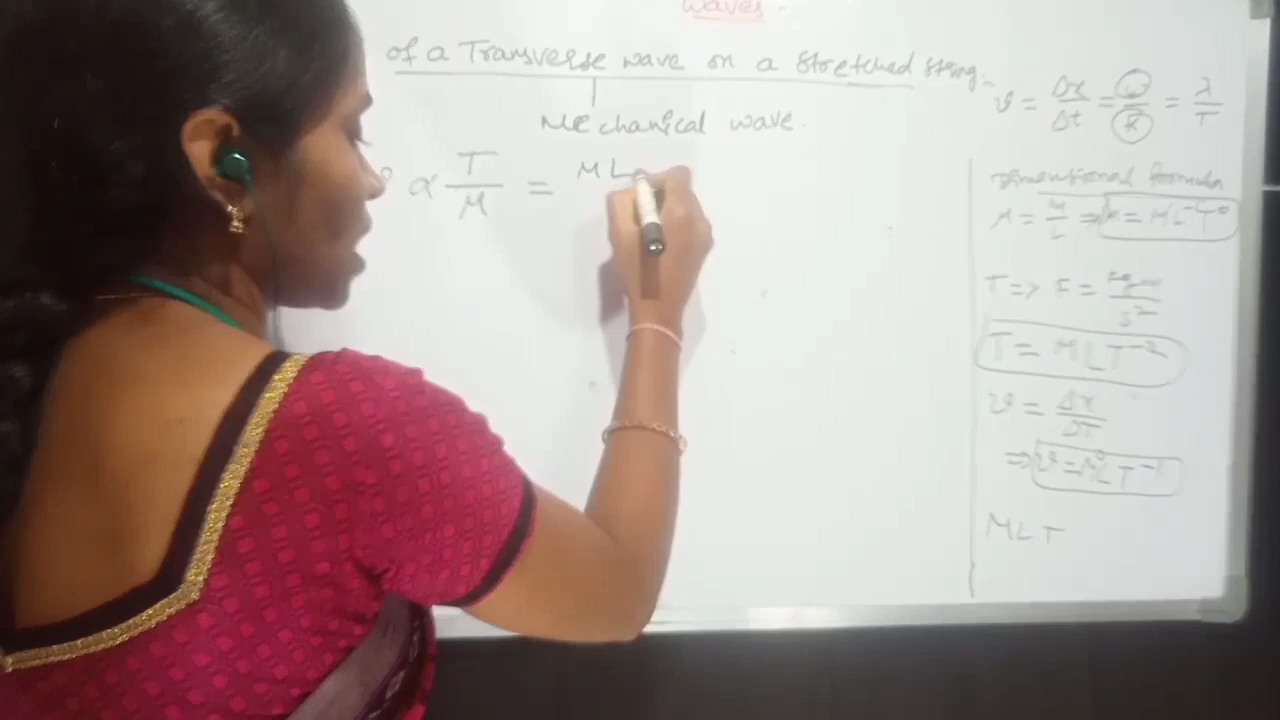 Waves.
of a Transverse wave on a stretched string:-
Mechanical wave.
α T/μ = ML
v = Δx/Δt = ω/k = λ/T
Dimensional formula
μ = M/L ⇒ μ = ML⁻¹T⁰
T => F = /s²
T = MLT⁻²
v = Δx/ΔT
⇒ v = M⁰LT⁻¹
MLT